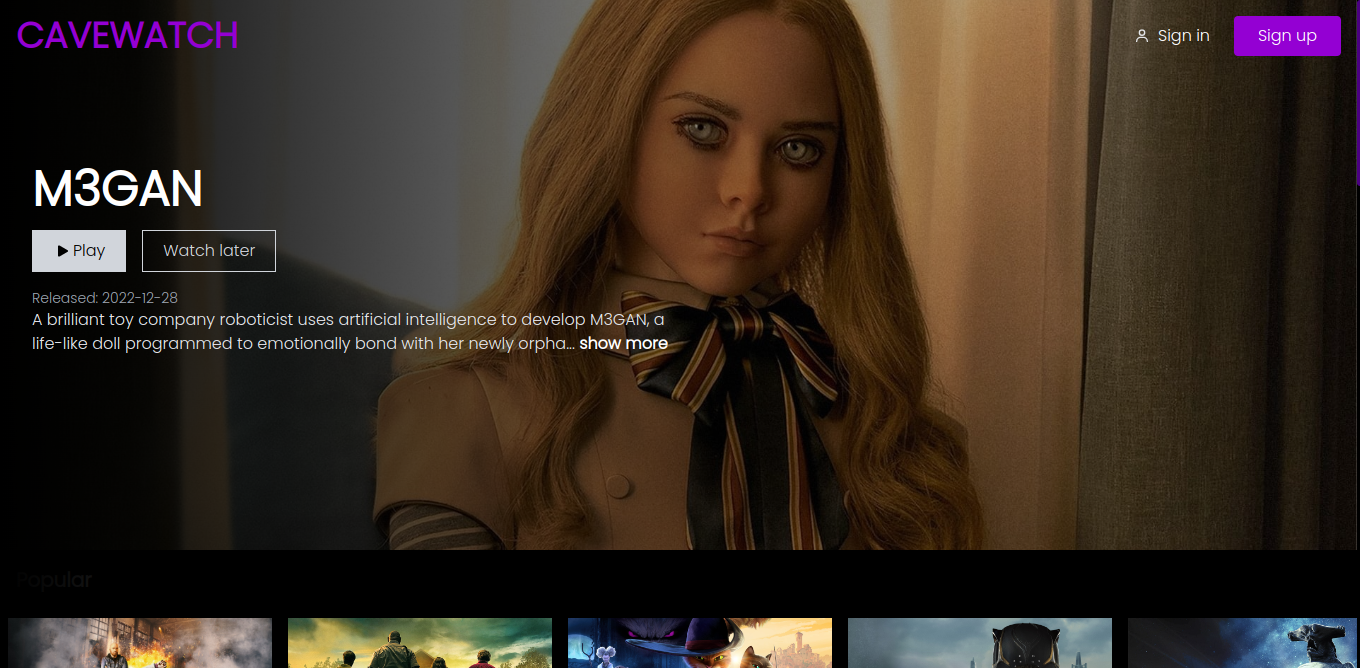 CAVEWATCH
Sign in
Sign up
M3GAN
Play
Watch later
Released: 2022-12-28
A brilliant toy company roboticist uses artificial intelligence to develop M3GAN, a
life-like doll programmed to emotionally bond with her newly orpha... show more
Popular